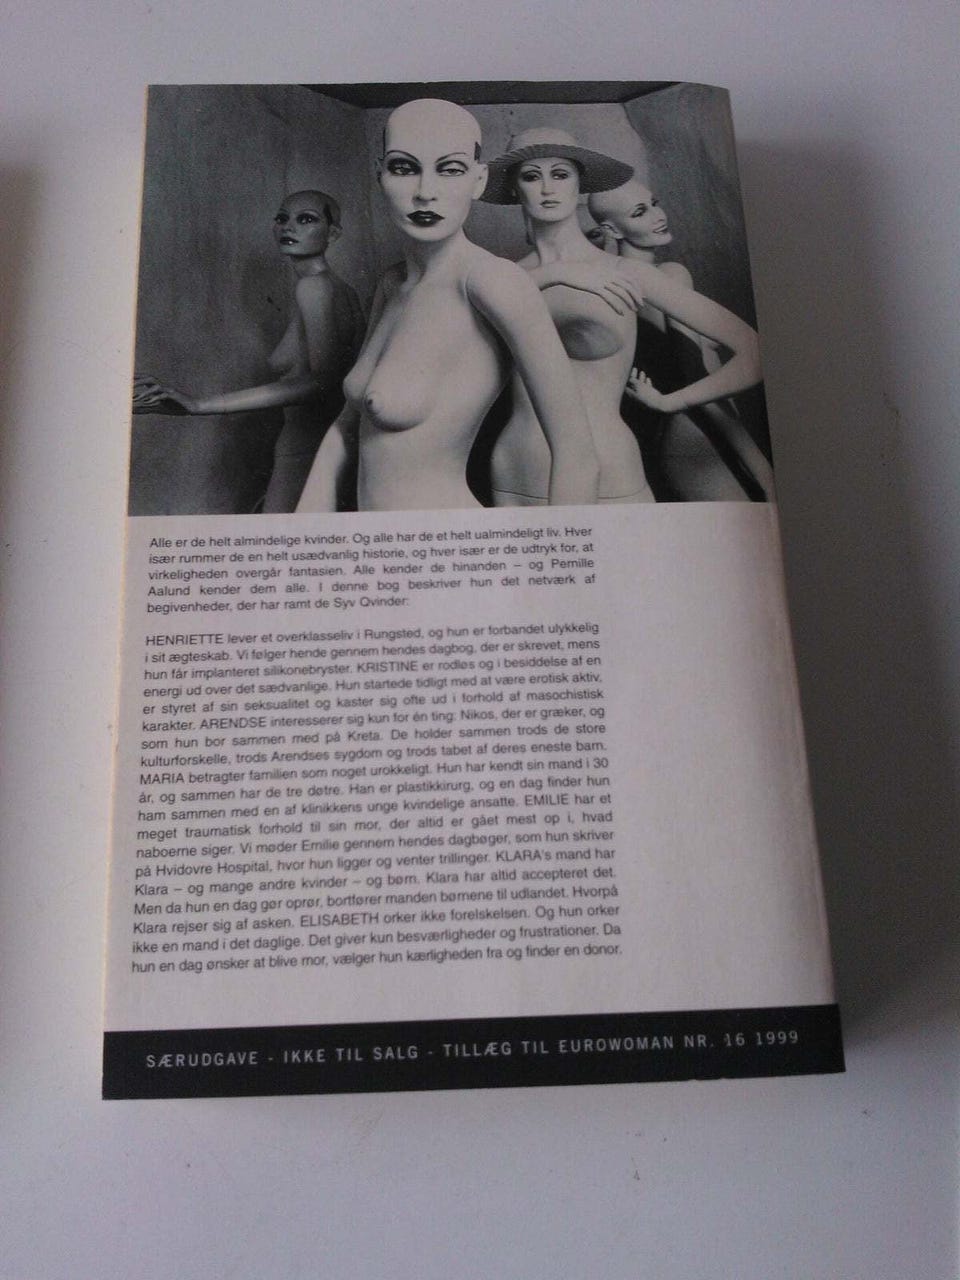 Alle er de helt almindelige kvinder. Og alle har de et helt ualmindeligt liv. Hver
især rummer de en helt usædvanlig historie, og hver især er de udtryk for, at
virkeligheden overgår fantasien. Alle kender de hinanden – og Pernille
Aalund kender dem alle. I denne bog beskriver hun det netværk af
begivenheder, der har ramt de Syv Qvinder:
HENRIETTE lever et overklasseliv i Rungsted, og hun er forbandet ulykkelig
i sit ægteskab. Vi følger hende gennem hendes dagbog, der er skrevet, mens
hun får implanteret silikonebryster. KRISTINE er rodløs og i besiddelse af en
energi ud over det sædvanlige. Hun startede tidligt med at være erotisk aktiv,
er styret af sin seksualitet og kaster sig ofte ud i forhold af masochistisk
karakter. ARENDSE interesserer sig kun for én ting: Nikos, der er græker, og
som hun bor sammen med på Kreta. De holder sammen trods de store
kulturforskelle, trods Arendses sygdom og trods tabet af deres eneste barn.
MARIA betragter familien som noget urokkeligt. Hun har kendt sin mand i 30
år, og sammen har de tre døtre. Han er plastikkirurg, og en dag finder hun
ham sammen med en af klinikkens unge kvindelige ansatte. EMILIE har et
meget traumatisk forhold til sin mor, der altid er gået mest op i, hvad
naboerne siger. Vi møder Emilie gennem hendes dagbøger, som hun skriver
på Hvidovre Hospital, hvor hun ligger og venter trillinger. KLARA's mand har
Klara – og mange andre kvinder – og børn. Klara har altid accepteret det.
Men da hun en dag gør oprør, bortfører manden børnene til udlandet. Hvorpå
Klara rejser sig af asken. ELISABETH orker ikke forelskelsen. Og hun orker
ikke en mand i det daglige. Det giver kun besværligheder og frustrationer. Da
hun en dag ønsker at blive mor, vælger hun kærligheden fra og finder en donor.
SÆRUDGAVE - IKKE TIL SALG - TILLÆG TIL EUROWOMAN NR. 16 1999